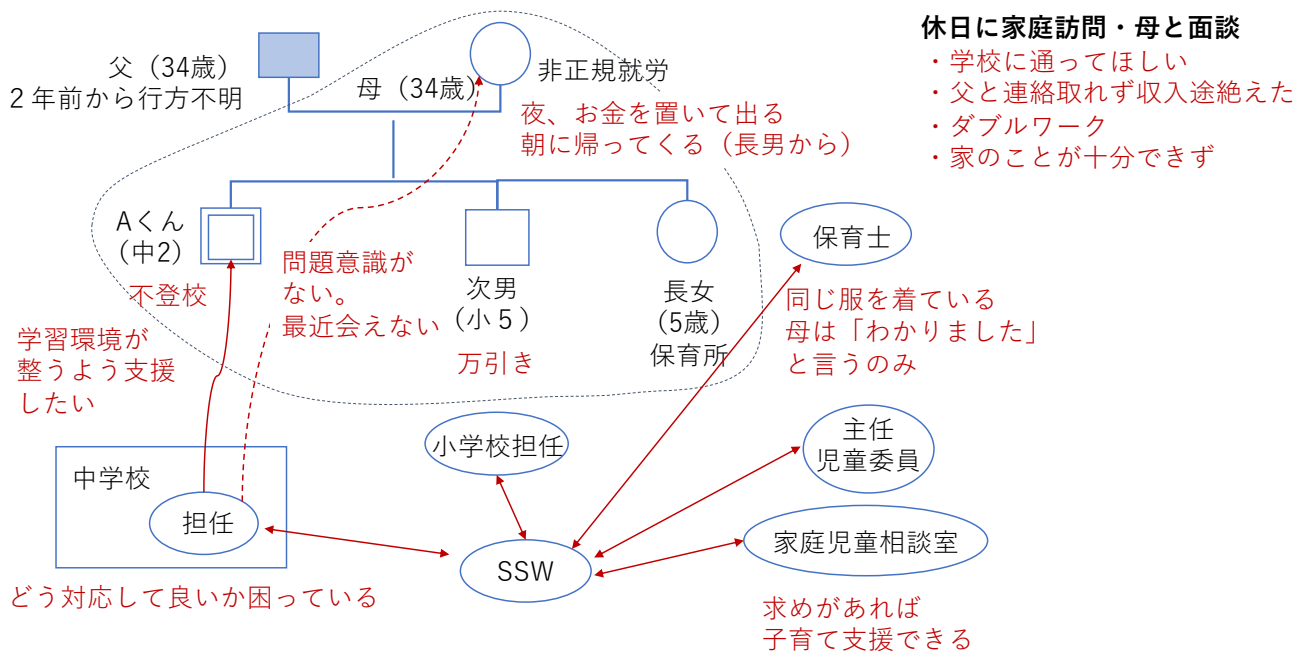 休日に家庭訪問・母と面談
・学校に通ってほしい
・父と連絡取れず収入途絶えた
・ダブルワーク
・家のことが十分できず
父（34歳）
２年前から行方不明
母（34歳）
非正規就労
夜、お金を置いて出る
朝に帰ってくる（長男から）
Aくん
（中2）
不登校
問題意識が
ない。
最近会えない
次男
（小５）
万引き
長女
（5歳）
保育所
保育士
同じ服を着ている
母は「わかりました」
と言うのみ
学習環境が
整うよう支援
したい
中学校
担任
どう対応して良いか困っている
小学校担任
SSW
主任
児童委員
家庭児童相談室
求めがあれば
子育て支援できる